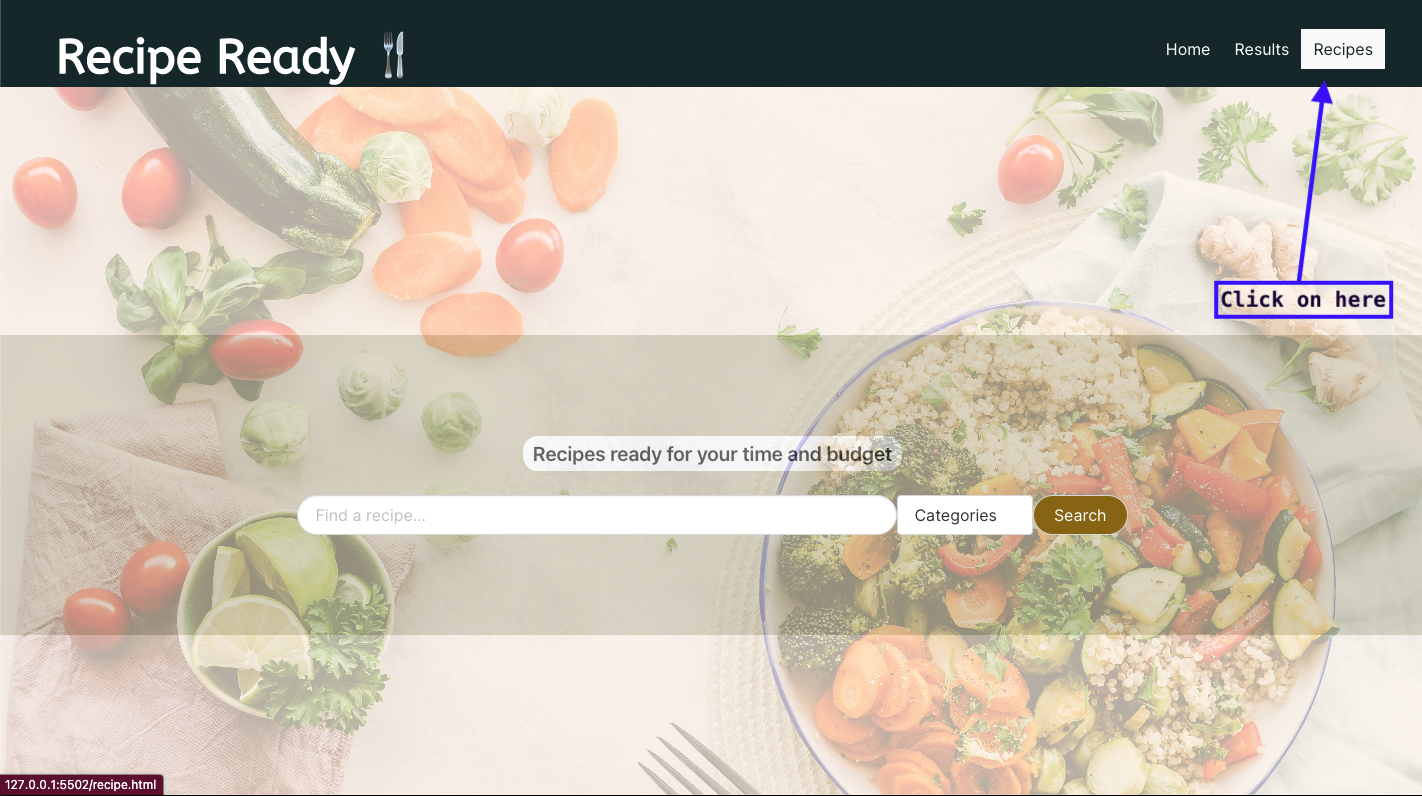 Recipe Ready
Home Results Recipes
Click on here
Recipes ready for your time and budget
Find a recipe...
Categories
Search
127.0.0.1:5502/recipe.html